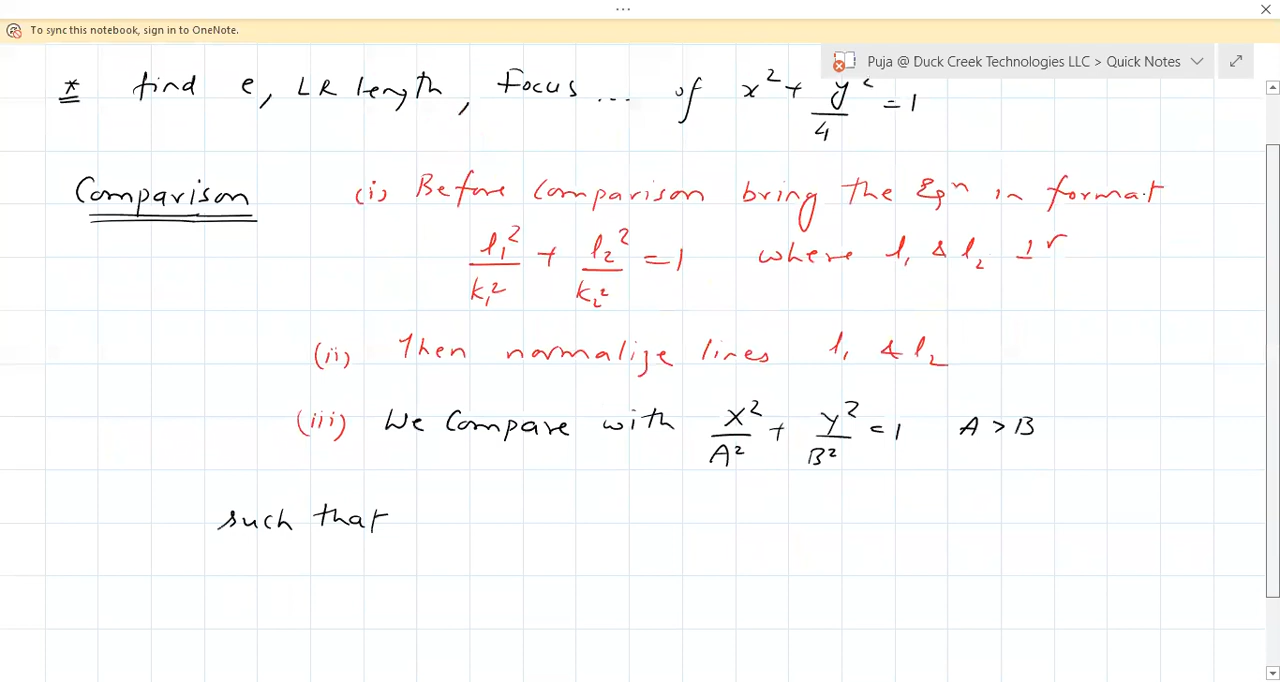 To sync this notebook, sign in to OneNote.
Puja @ Duck Creek Technologies LLC > Quick Notes
* find e, LR length, Focus ... of x² + y²/4 = 1
Comparison (i) Before comparison bring the Eqⁿ in format
l₁²/k₁² + l₂²/k₂² = 1 where l₁ & l₂ ⊥r
(ii) Then normalize lines l₁ & l₂
(iii) We compare with X²/A² + Y²/B² = 1 A > B
such that